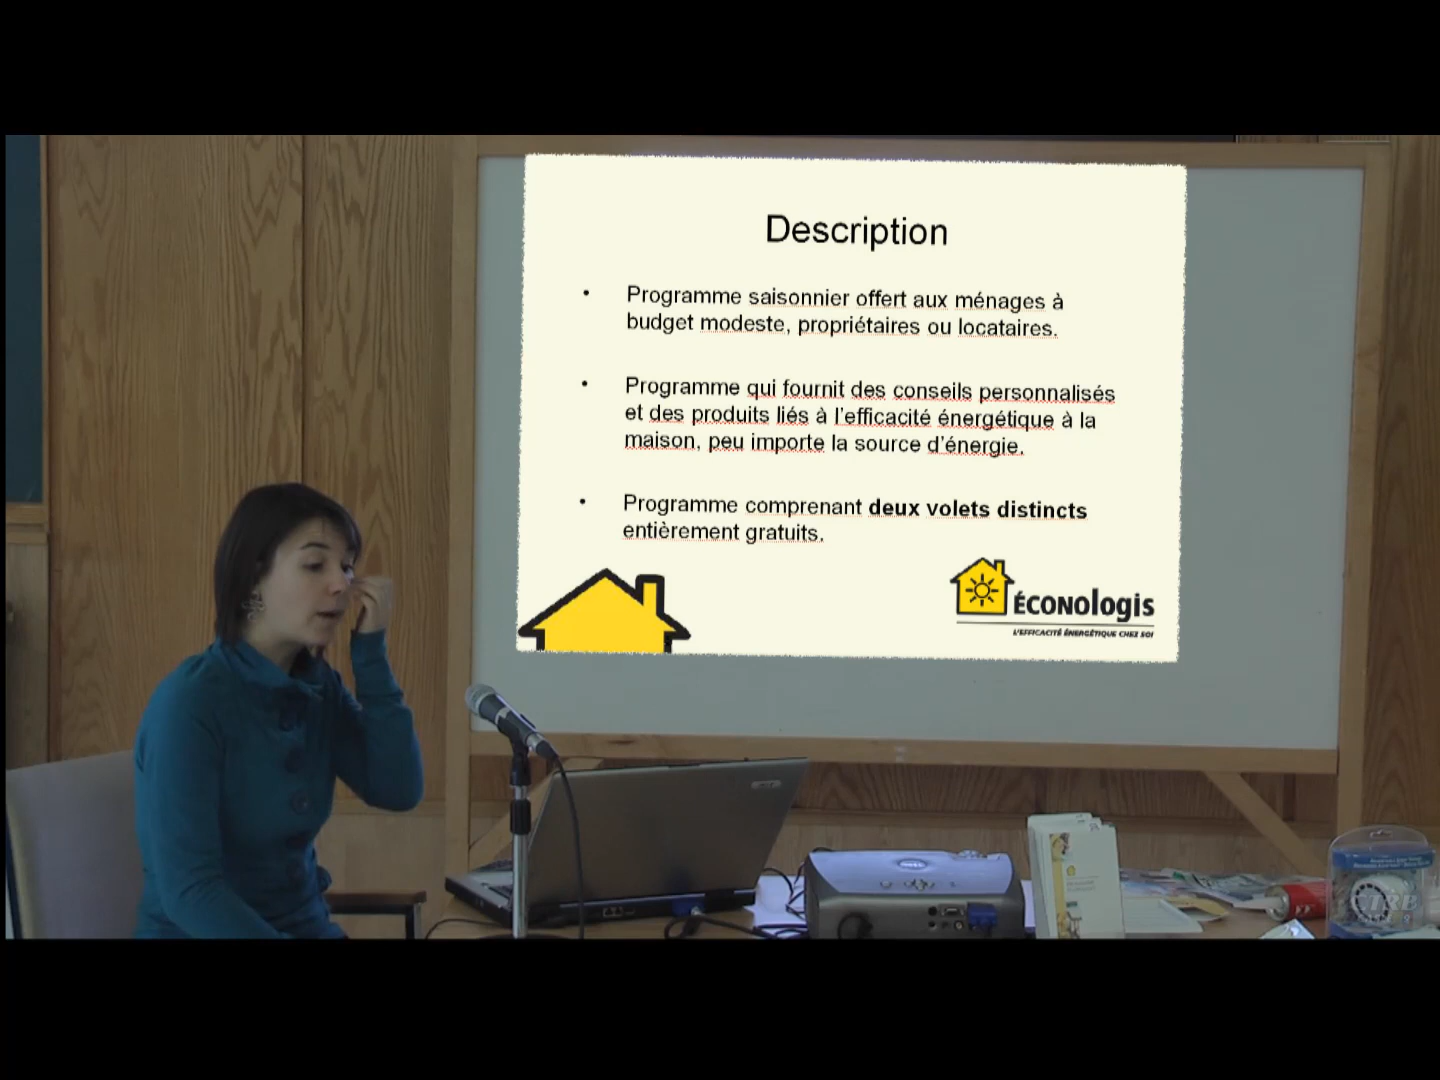 Description
• Programme saisonnier offert aux ménages à
budget modeste, propriétaires ou locataires.
• Programme qui fournit des conseils personnalisés
et des produits liés à l'efficacité énergétique à la
maison, peu importe la source d'énergie.
• Programme comprenant deux volets distincts
entièrement gratuits.
ÉCONOlogis
L'EFFICACITÉ ÉNERGÉTIQUE CHEZ SOI